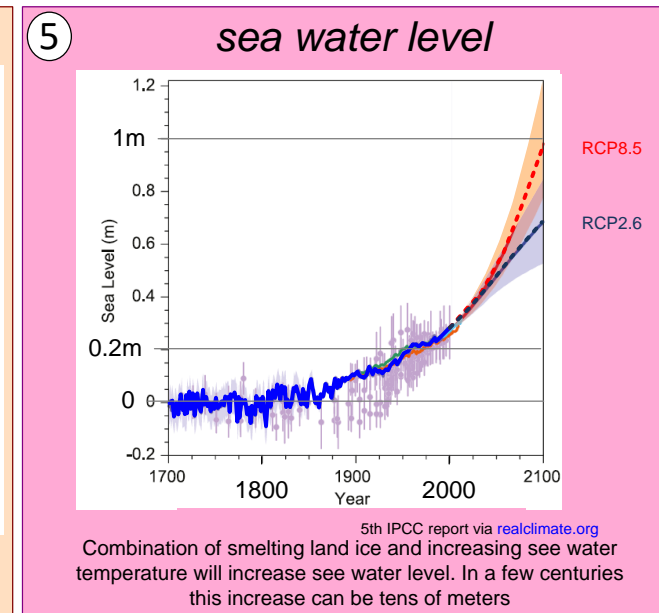 5
sea water level
1.2
1m
0.8
0.6
0.4
0.2m
0 0
-0.2
Sea Level (m)
1700
1800
1900
2000
2100
Year
RCP8.5
RCP2.6
5th IPCC report via realclimate.org
Combination of smelting land ice and increasing see water
temperature will increase see water level. In a few centuries
this increase can be tens of meters